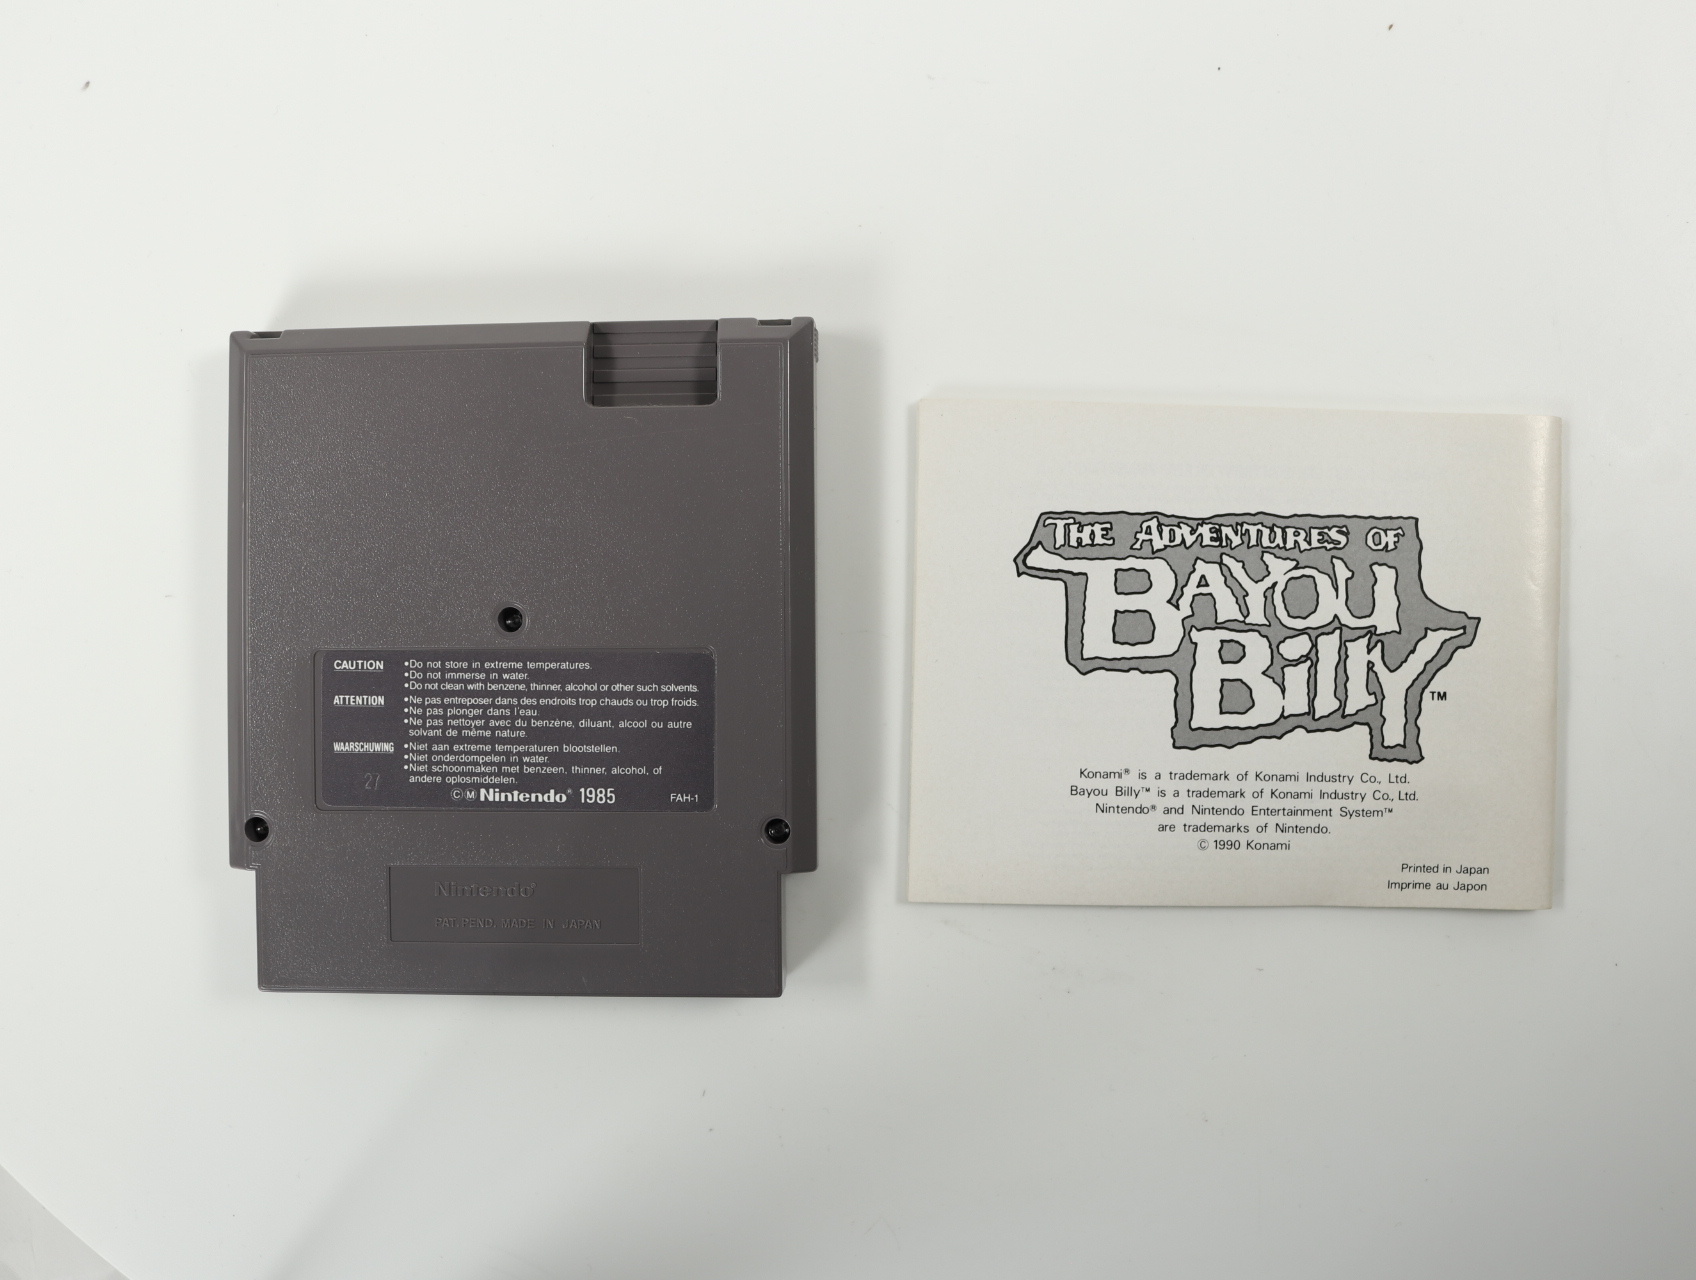 CAUTION •Do not store in extreme temperatures.
•Do not immerse in water.
•Do not clean with benzene, thinner, alcohol or other such solvents.
ATTENTION •Ne pas entreposer dans des endroits trop chauds ou trop froids.
•Ne pas plonger dans l'eau.
•Ne pas nettoyer avec du benzène, diluant, alcool ou autre
solvant de même nature.
WAARSCHUWING •Niet aan extreme temperaturen blootstellen.
•Niet onderdompelen in water.
•Niet schoonmaken met benzeen, thinner, alcohol, of
andere oplosmiddelen.
27
©Ⓜ Nintendo® 1985
FAH-1
Nintendo®
PAT. PEND. MADE IN JAPAN
THE ADVENTURES OF
BAYOU
BILLY™
Konami® is a trademark of Konami Industry Co., Ltd.
Bayou Billy™ is a trademark of Konami Industry Co., Ltd.
Nintendo® and Nintendo Entertainment System™
are trademarks of Nintendo.
© 1990 Konami
Printed in Japan
Imprime au Japon